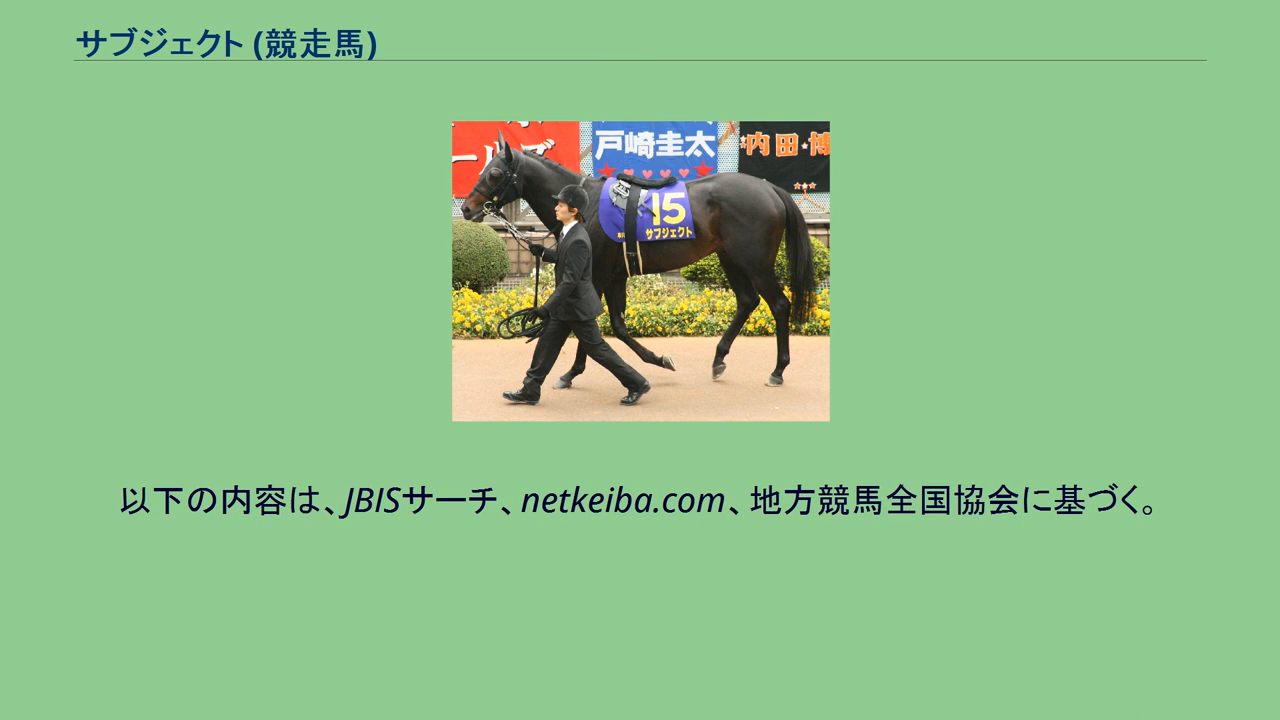 サブジェクト (競走馬)
戸崎圭太
内田博
15
サブジェクト
以下の内容は、JBISサーチ、netkeiba.com、地方競馬全国協会に基づく。